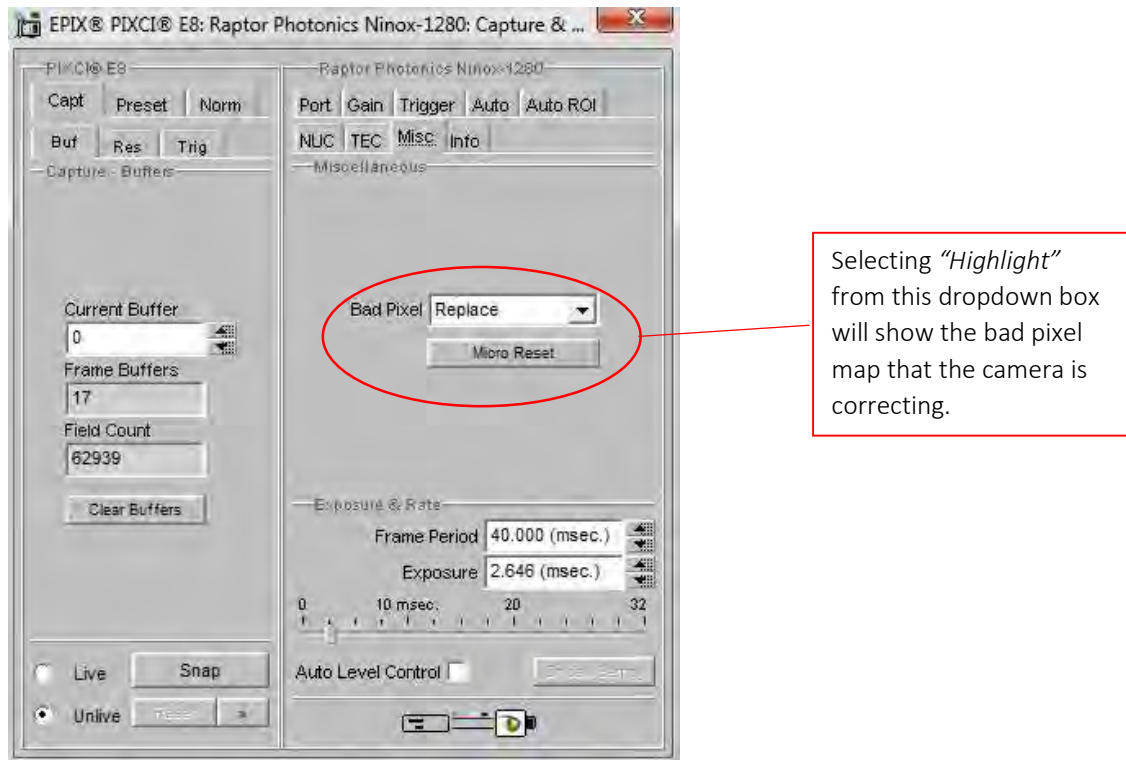 EPIX® PIXCI® E8: Raptor Photonics Ninox-1280: Capture & ...
PIXCI® E8
Capt Preset Norm
Buf Res Trig
Capture - Buffers
Current Buffer
0
Frame Buffers
17
Field Count
62939
Clear Buffers
Live Snap
Unlive Reset »
Raptor Photonics Ninox-1280
Port Gain Trigger Auto Auto ROI
NUC TEC Misc Info
Miscellaneous
Bad Pixel Replace
Micro Reset
Exposure & Rate
Frame Period 40.000 (msec.)
Exposure 2.646 (msec.)
0 10 msec. 20 32
Auto Level Control
Selecting “Highlight”
from this dropdown box
will show the bad pixel
map that the camera is
correcting.